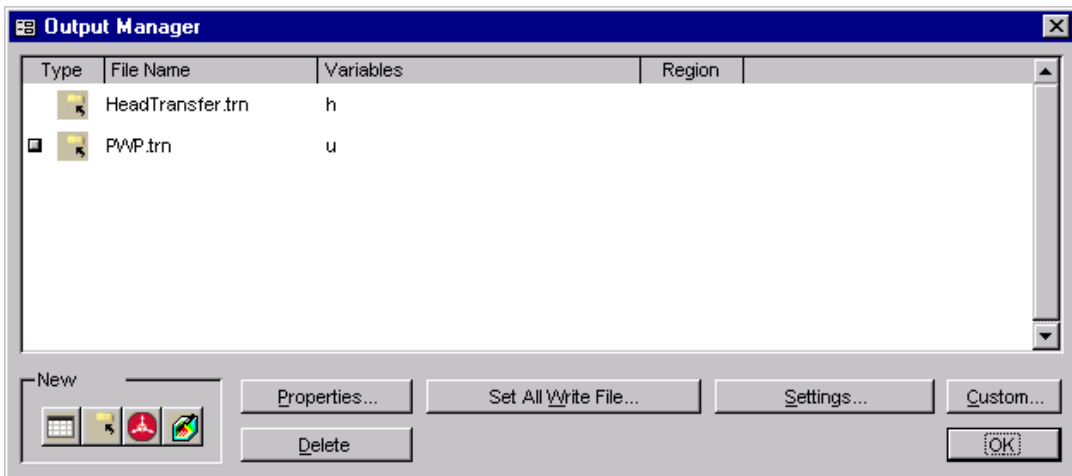 Output Manager
Type File Name Variables Region
HeadTransfer.trn h
PWP.trn u
New
Properties... Set All Write File... Settings... Custom...
Delete OK